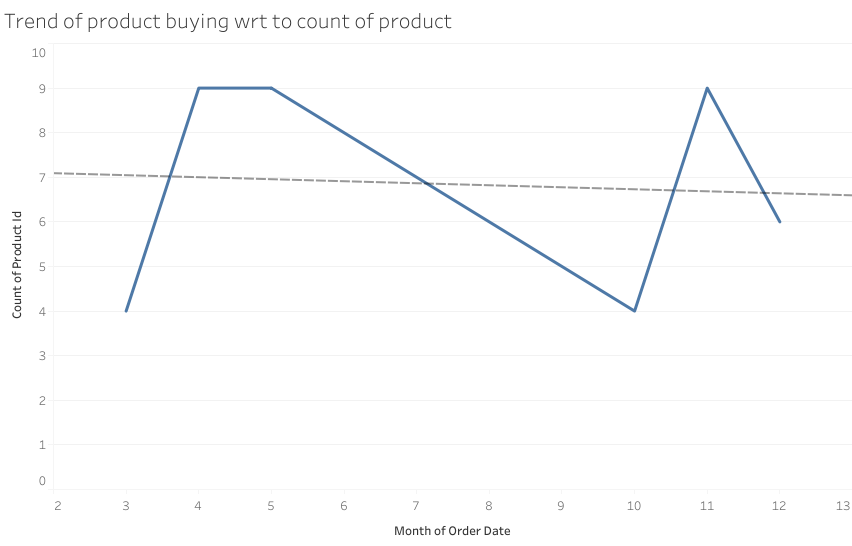 Trend of product buying wrt to count of product
10
9
8
7
6
5
4
3
2
1
0
Count of Product Id
2 3 4 5 6 7 8 9 10 11 12 13
Month of Order Date